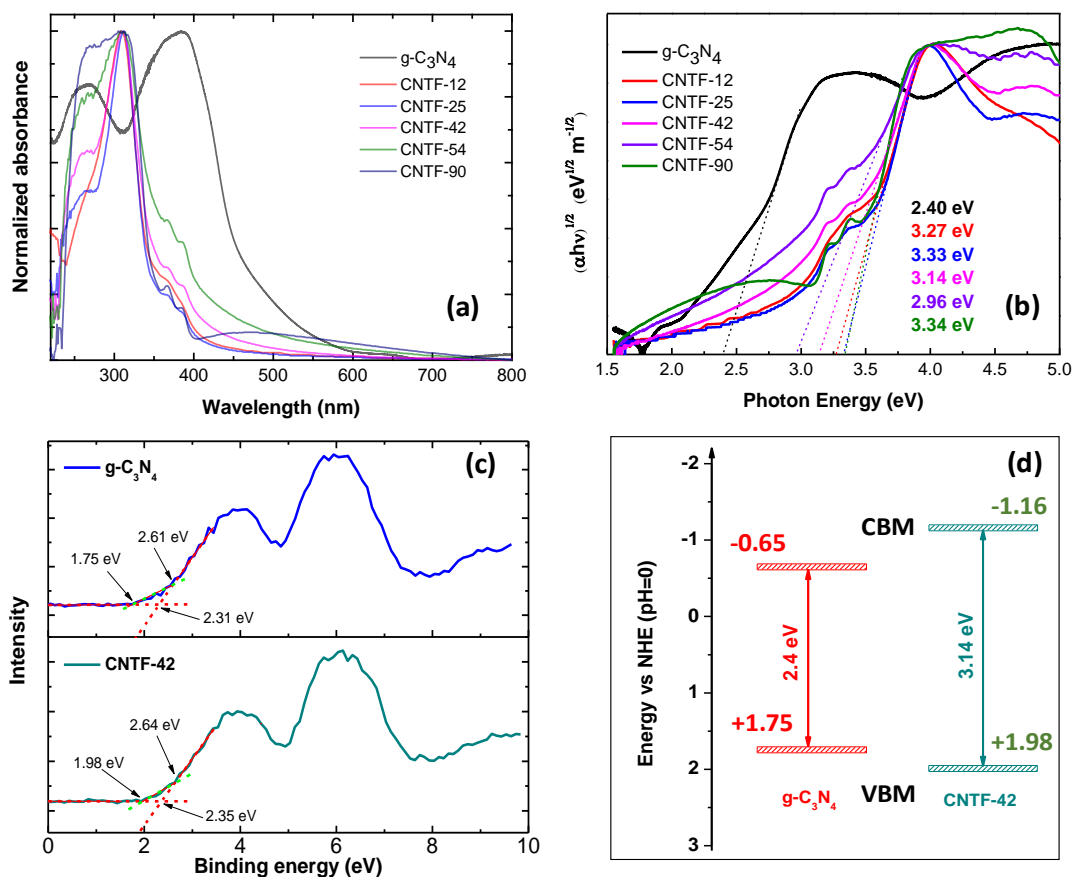 Normalized absorbance
g-C₃N₄
CNTF-12
CNTF-25
CNTF-42
CNTF-54
CNTF-90
(a)
300 400 500 600 700 800
Wavelength (nm)
(αhν)^1/2 (eV^1/2 m^-1/2)
g-C₃N₄
CNTF-12
CNTF-25
CNTF-42
CNTF-54
CNTF-90
2.40 eV
3.27 eV
3.33 eV
3.14 eV
2.96 eV
3.34 eV
(b)
1.5 2.0 2.5 3.0 3.5 4.0 4.5 5.0
Photon Energy (eV)
Intensity
g-C₃N₄
(c)
2.61 eV
1.75 eV
2.31 eV
CNTF-42
2.64 eV
1.98 eV
2.35 eV
0 2 4 6 8 10
Binding energy (eV)
Energy vs NHE (pH=0)
-2
-1
0
1
2
3
(d)
-1.16
CBM
-0.65
2.4 eV
3.14 eV
+1.75
+1.98
g-C₃N₄
VBM
CNTF-42